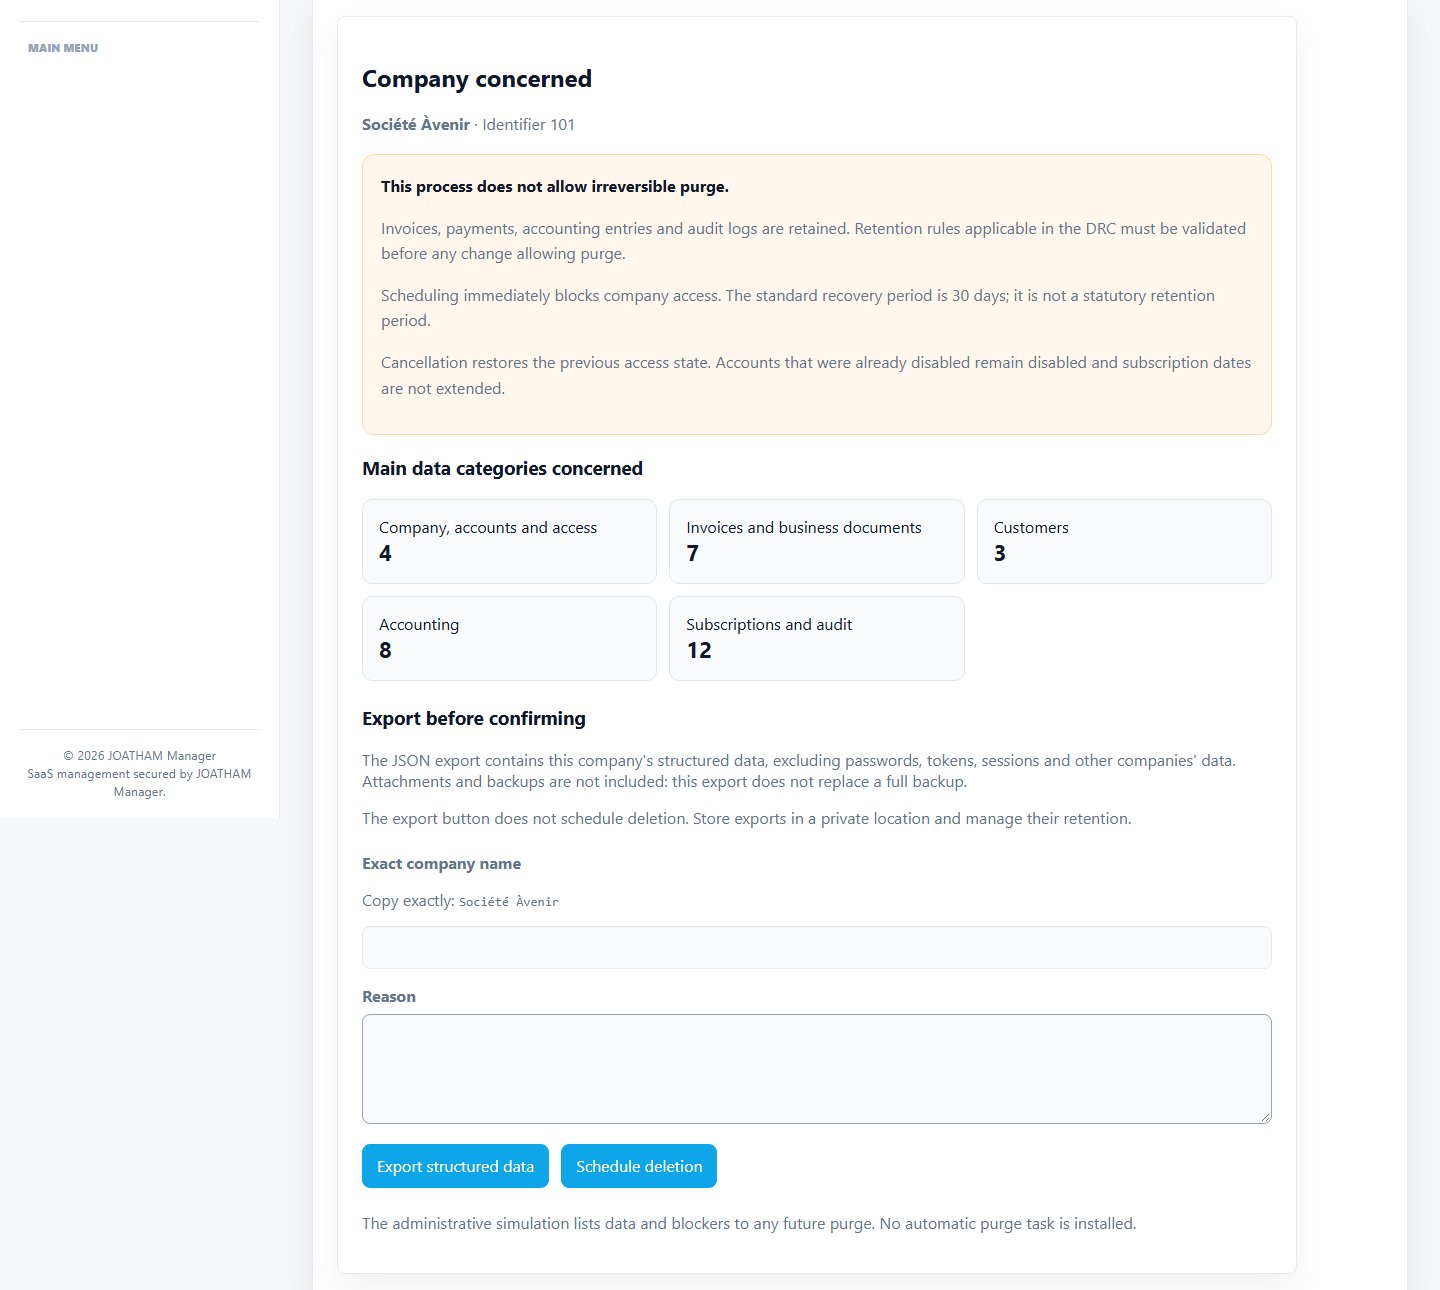 MAIN MENU
© 2026 JOATHAM Manager
SaaS management secured by JOATHAM
Manager.
Company concerned
Société Àvenir · Identifier 101
This process does not allow irreversible purge.
Invoices, payments, accounting entries and audit logs are retained. Retention rules applicable in the DRC must be validated
before any change allowing purge.
Scheduling immediately blocks company access. The standard recovery period is 30 days; it is not a statutory retention
period.
Cancellation restores the previous access state. Accounts that were already disabled remain disabled and subscription dates
are not extended.
Main data categories concerned
Company, accounts and access
4
Invoices and business documents
7
Customers
3
Accounting
8
Subscriptions and audit
12
Export before confirming
The JSON export contains this company's structured data, excluding passwords, tokens, sessions and other companies' data.
Attachments and backups are not included: this export does not replace a full backup.
The export button does not schedule deletion. Store exports in a private location and manage their retention.
Exact company name
Copy exactly: Société Àvenir
Reason
Export structured data
Schedule deletion
The administrative simulation lists data and blockers to any future purge. No automatic purge task is installed.